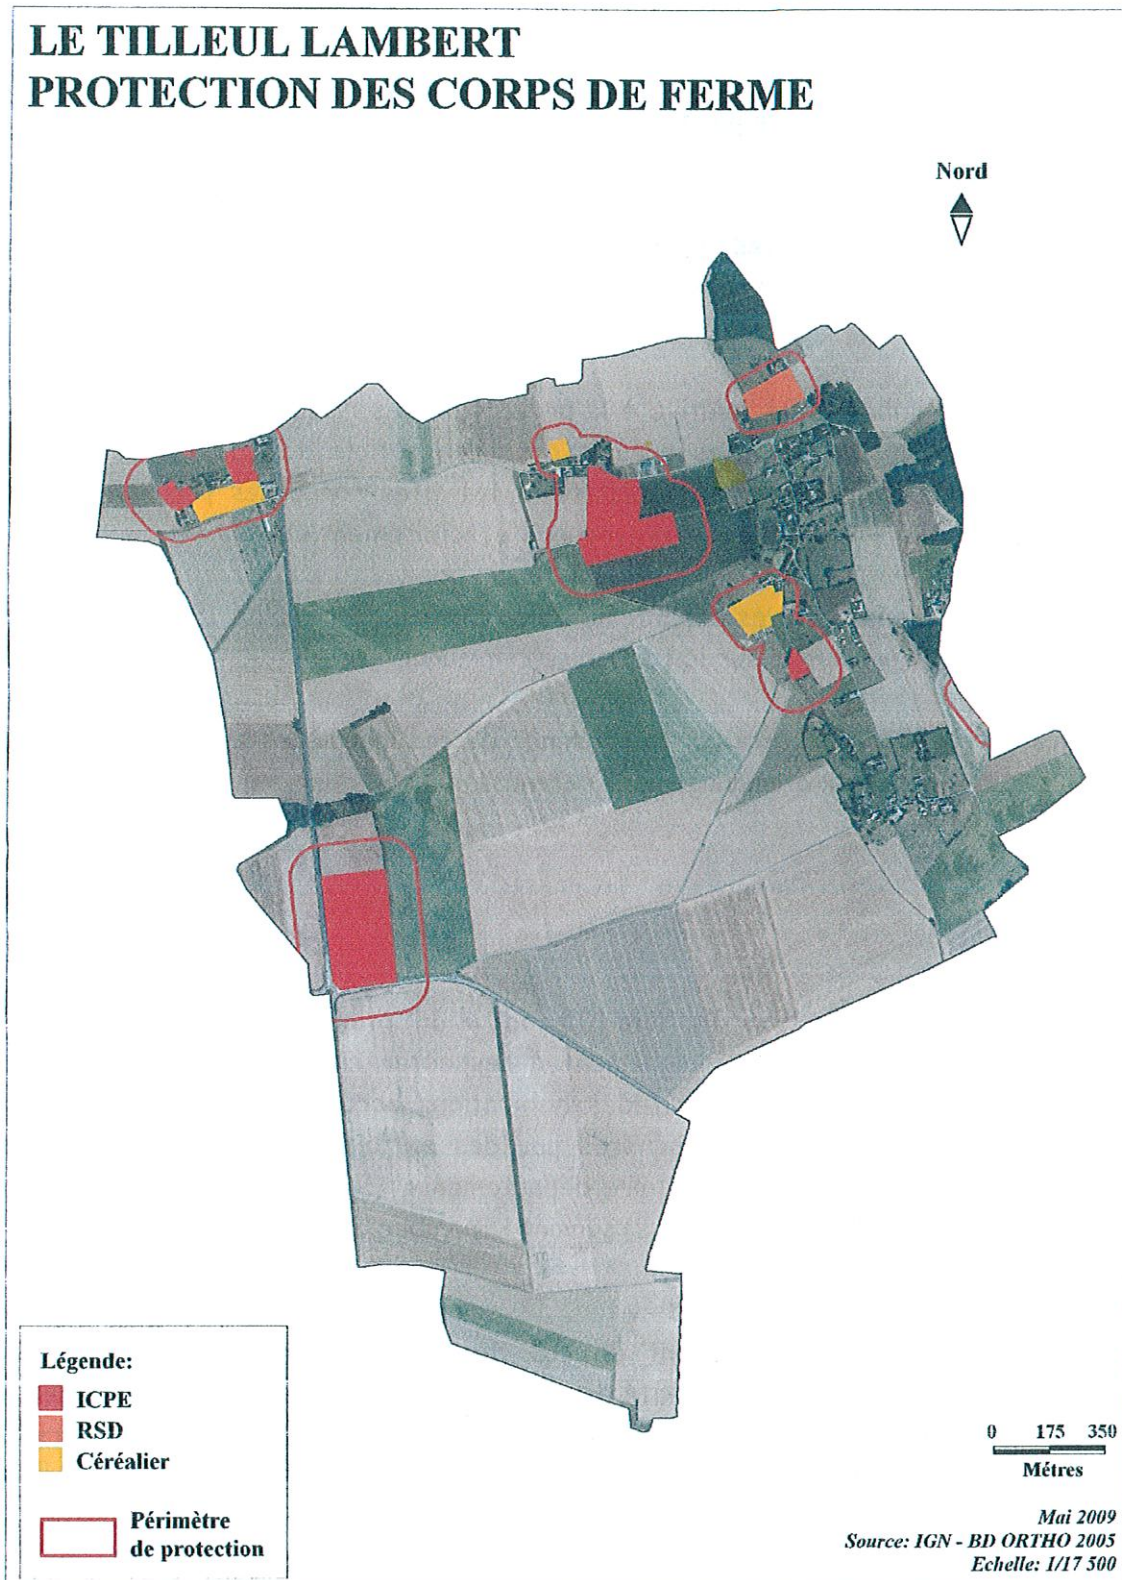 LE TILLEUL LAMBERT
PROTECTION DES CORPS DE FERME
Nord
Légende:
ICPE
RSD
Céréalier
Périmètre
de protection
0 175 350
Métres
Mai 2009
Source: IGN - BD ORTHO 2005
Echelle: 1/17 500